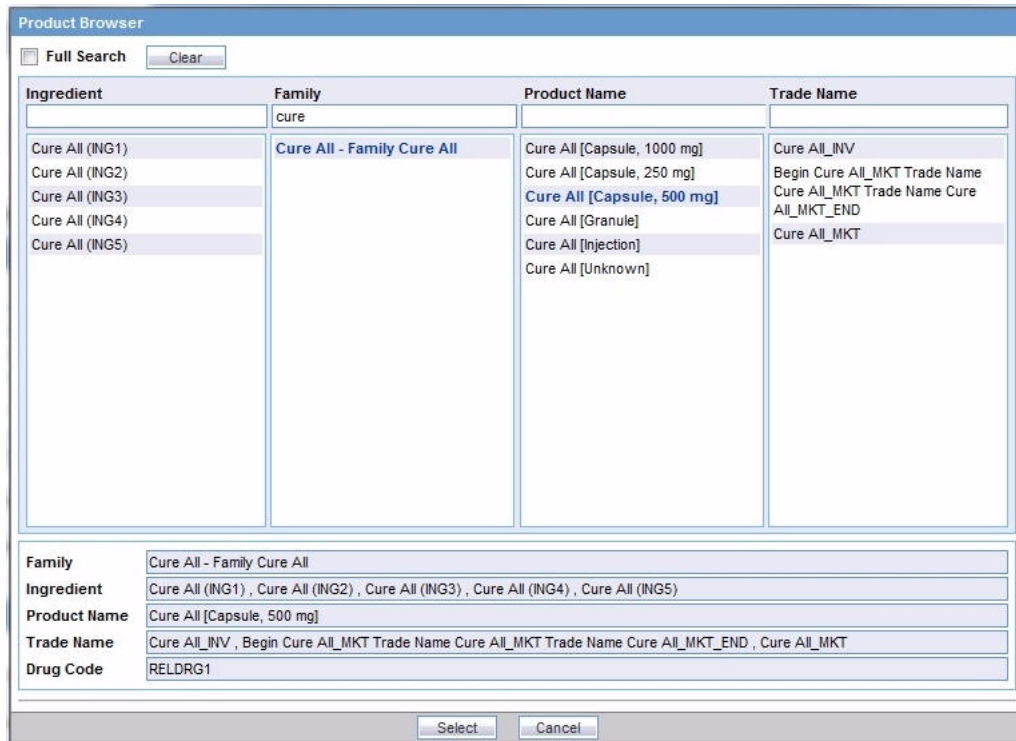 Product Browser
Full Search Clear
Ingredient Family Product Name Trade Name
cure
Cure All (ING1)
Cure All (ING2)
Cure All (ING3)
Cure All (ING4)
Cure All (ING5)
Cure All - Family Cure All
Cure All [Capsule, 1000 mg]
Cure All [Capsule, 250 mg]
Cure All [Capsule, 500 mg]
Cure All [Granule]
Cure All [Injection]
Cure All [Unknown]
Cure All_INV
Begin Cure All_MKT Trade Name
Cure All_MKT Trade Name Cure
All_MKT_END
Cure All_MKT
Family Cure All - Family Cure All
Ingredient Cure All (ING1) , Cure All (ING2) , Cure All (ING3) , Cure All (ING4) , Cure All (ING5)
Product Name Cure All [Capsule, 500 mg]
Trade Name Cure All_INV , Begin Cure All_MKT Trade Name Cure All_MKT Trade Name Cure All_MKT_END , Cure All_MKT
Drug Code RELDRG1
Select Cancel